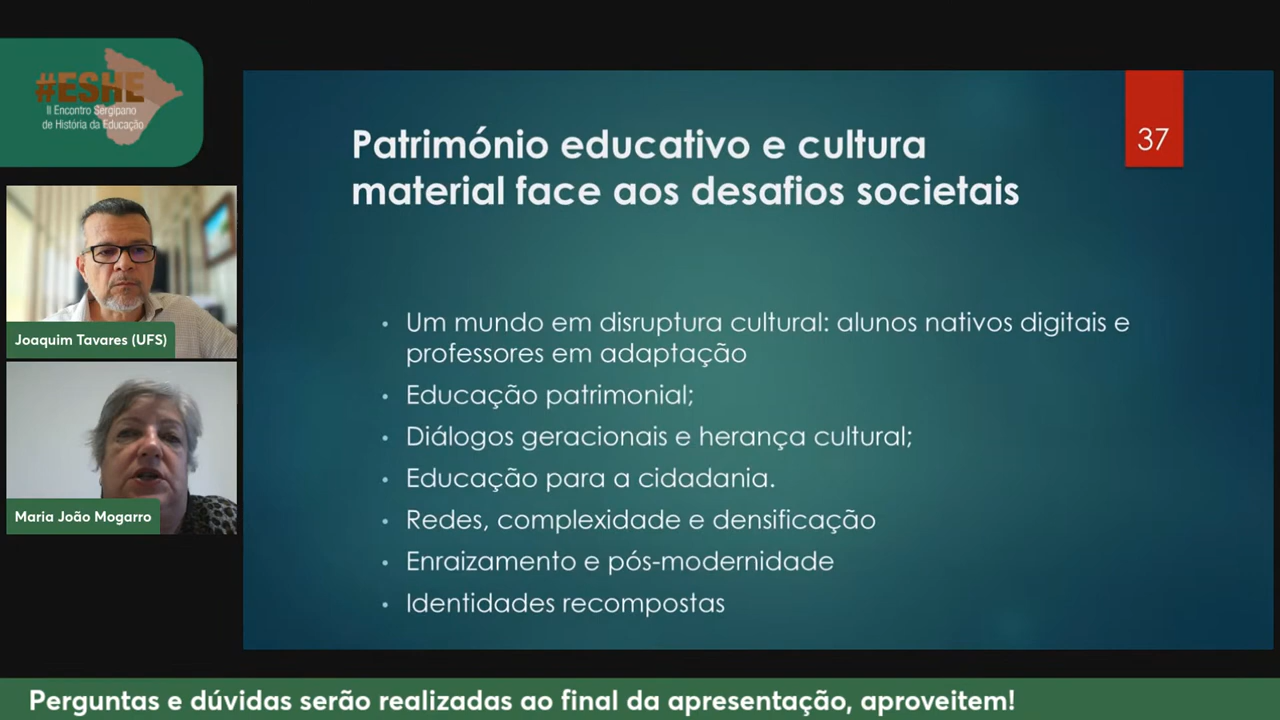 #ESHE
II Encontro Sergipano
de História da Educação
Joaquim Tavares (UFS)
Maria João Mogarro
37
Património educativo e cultura
material face aos desafios societais
• Um mundo em disruptura cultural: alunos nativos digitais e
professores em adaptação
• Educação patrimonial;
• Diálogos geracionais e herança cultural;
• Educação para a cidadania.
• Redes, complexidade e densificação
• Enraizamento e pós-modernidade
• Identidades recompostas
Perguntas e dúvidas serão realizadas ao final da apresentação, aproveitem!